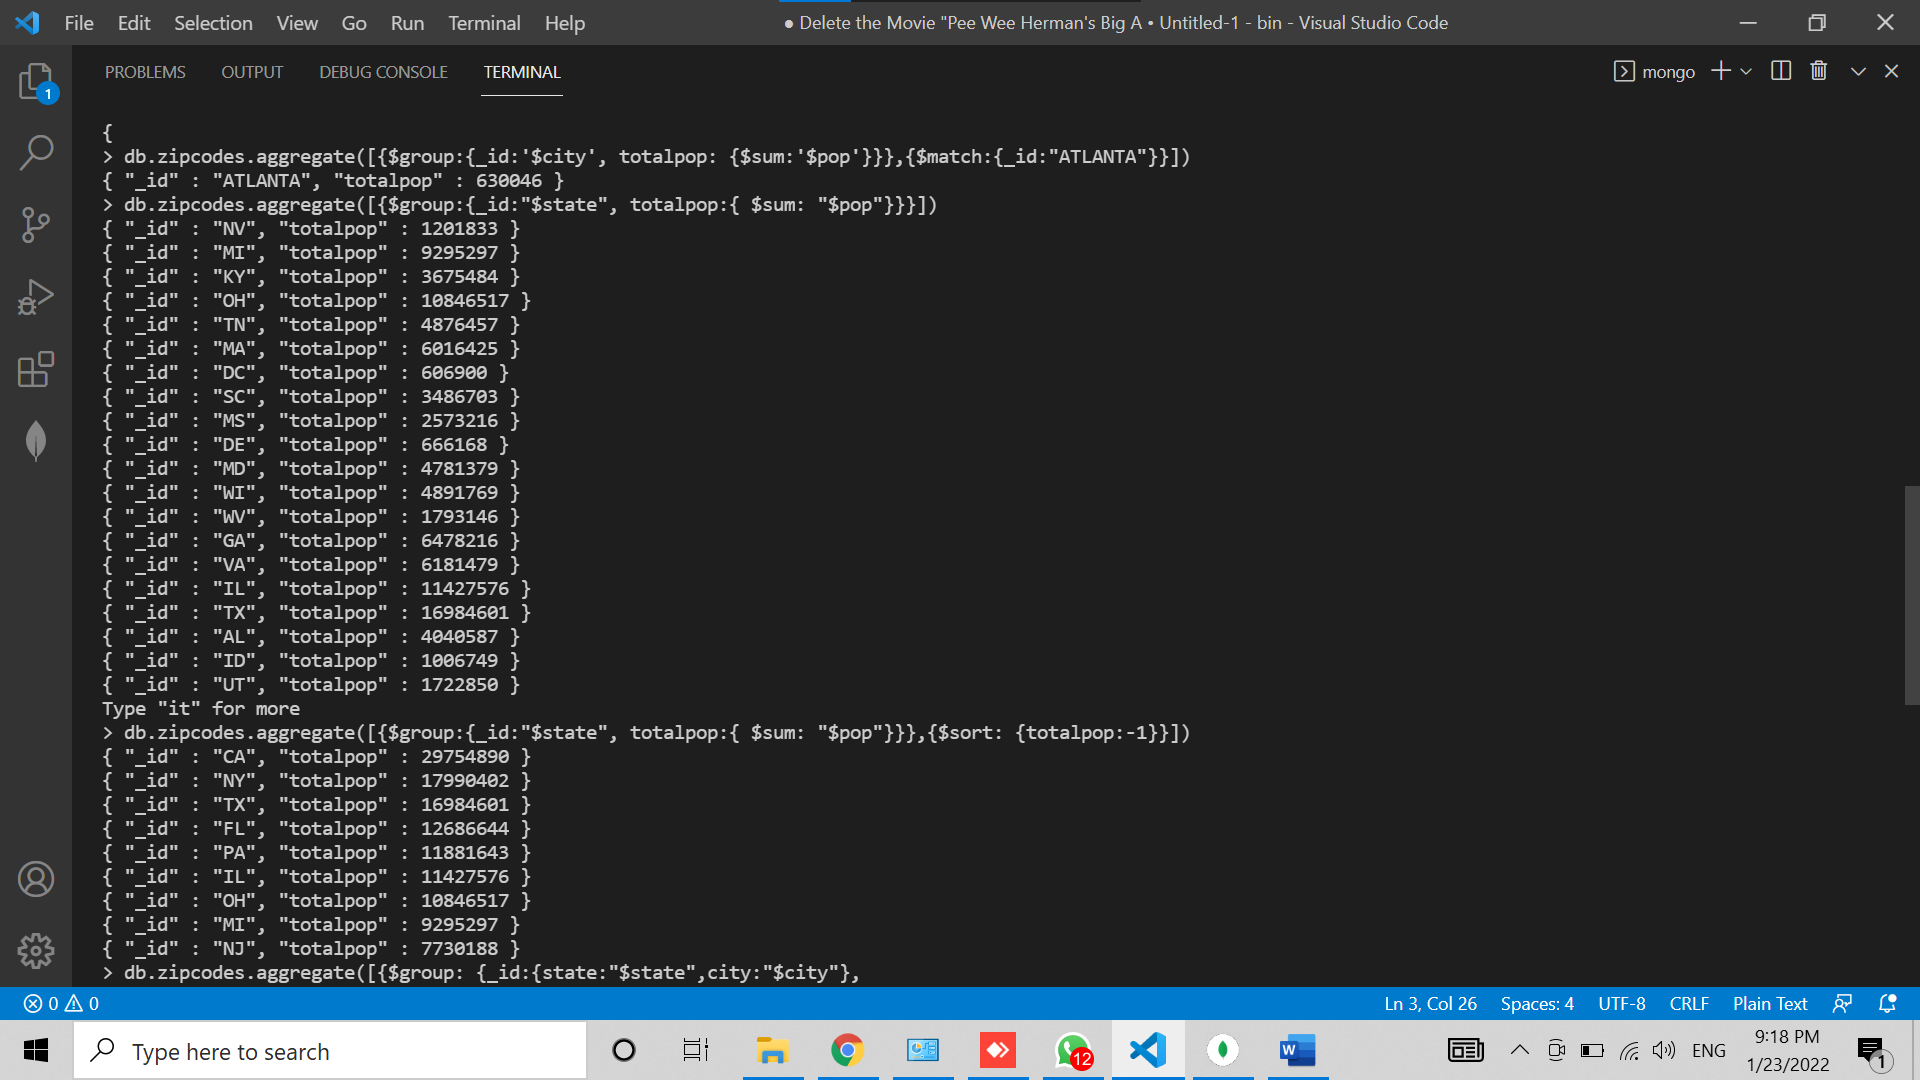 File Edit Selection View Go Run Terminal Help ● Delete the Movie "Pee Wee Herman's Big A • Untitled-1 - bin - Visual Studio Code
PROBLEMS OUTPUT DEBUG CONSOLE TERMINAL mongo
1
{
> db.zipcodes.aggregate([{$group:{_id:'$city', totalpop: {$sum:'$pop'}}},{$match:{_id:"ATLANTA"}}])
{ "_id" : "ATLANTA", "totalpop" : 630046 }
> db.zipcodes.aggregate([{$group:{_id:"$state", totalpop:{ $sum: "$pop"}}}])
{ "_id" : "NV", "totalpop" : 1201833 }
{ "_id" : "MI", "totalpop" : 9295297 }
{ "_id" : "KY", "totalpop" : 3675484 }
{ "_id" : "OH", "totalpop" : 10846517 }
{ "_id" : "TN", "totalpop" : 4876457 }
{ "_id" : "MA", "totalpop" : 6016425 }
{ "_id" : "DC", "totalpop" : 606900 }
{ "_id" : "SC", "totalpop" : 3486703 }
{ "_id" : "MS", "totalpop" : 2573216 }
{ "_id" : "DE", "totalpop" : 666168 }
{ "_id" : "MD", "totalpop" : 4781379 }
{ "_id" : "WI", "totalpop" : 4891769 }
{ "_id" : "WV", "totalpop" : 1793146 }
{ "_id" : "GA", "totalpop" : 6478216 }
{ "_id" : "VA", "totalpop" : 6181479 }
{ "_id" : "IL", "totalpop" : 11427576 }
{ "_id" : "TX", "totalpop" : 16984601 }
{ "_id" : "AL", "totalpop" : 4040587 }
{ "_id" : "ID", "totalpop" : 1006749 }
{ "_id" : "UT", "totalpop" : 1722850 }
Type "it" for more
> db.zipcodes.aggregate([{$group:{_id:"$state", totalpop:{ $sum: "$pop"}}},{$sort: {totalpop:-1}}])
{ "_id" : "CA", "totalpop" : 29754890 }
{ "_id" : "NY", "totalpop" : 17990402 }
{ "_id" : "TX", "totalpop" : 16984601 }
{ "_id" : "FL", "totalpop" : 12686644 }
{ "_id" : "PA", "totalpop" : 11881643 }
{ "_id" : "IL", "totalpop" : 11427576 }
{ "_id" : "OH", "totalpop" : 10846517 }
{ "_id" : "MI", "totalpop" : 9295297 }
{ "_id" : "NJ", "totalpop" : 7730188 }
> db.zipcodes.aggregate([{$group: {_id:{state:"$state",city:"$city"},
0 0 Ln 3, Col 26 Spaces: 4 UTF-8 CRLF Plain Text
Type here to search 12 W ENG 9:18 PM 1
1/23/2022